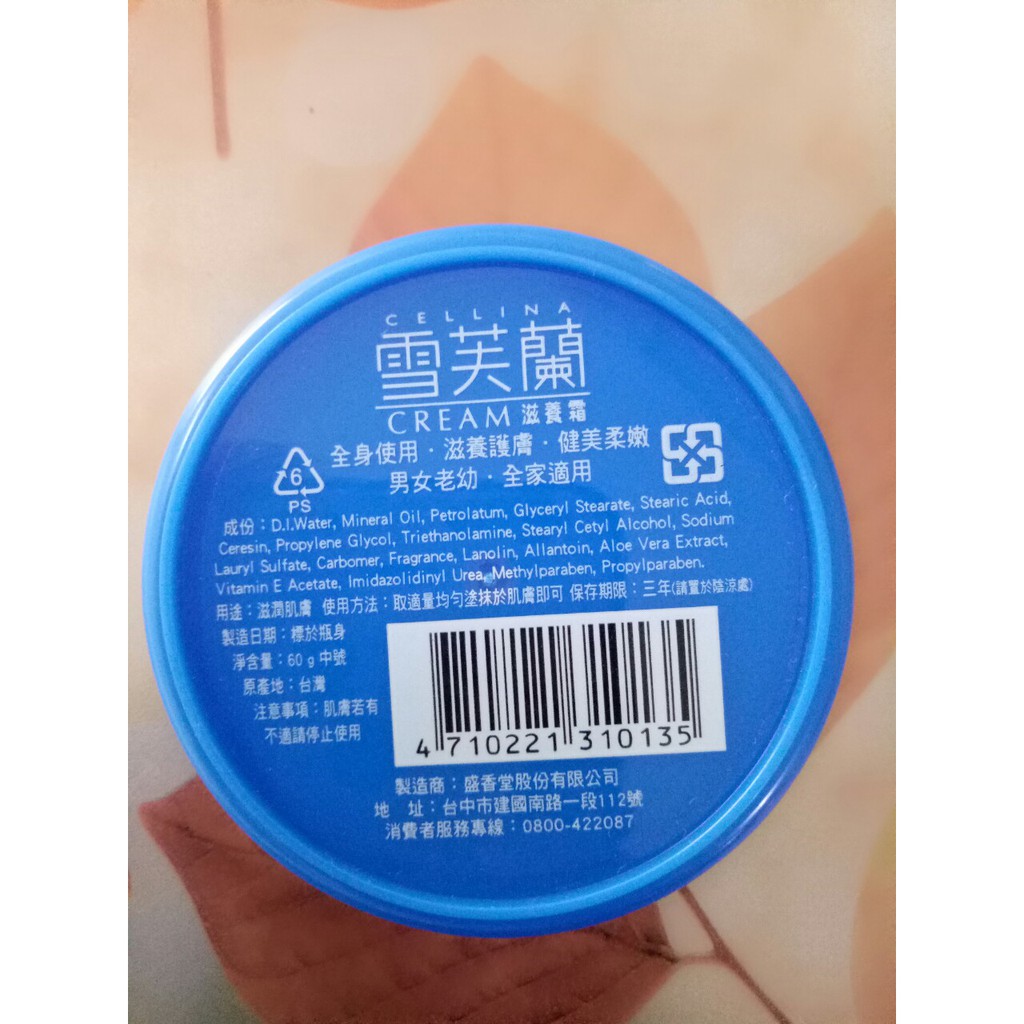 CELLINA
雪芙蘭
CREAM 滋養霜
全身使用·滋養護膚·健美柔嫩
男女老幼·全家適用
6
PS
成份：D.I.Water, Mineral Oil, Petrolatum, Glyceryl Stearate, Stearic Acid,
Ceresin, Propylene Glycol, Triethanolamine, Stearyl Cetyl Alcohol, Sodium
Lauryl Sulfate, Carbomer, Fragrance, Lanolin, Allantoin, Aloe Vera Extract,
Vitamin E Acetate, Imidazolidinyl Urea, Methylparaben, Propylparaben.
用途：滋潤肌膚 使用方法：取適量均勻塗抹於肌膚即可 保存期限：三年(請置於陰涼處)
製造日期：標於瓶身
淨含量：60 g 中號
原產地：台灣
注意事項：肌膚若有
不適請停止使用
4 710221 310135
製造商：盛香堂股份有限公司
地 址：台中市建國南路一段112號
消費者服務專線：0800-422087